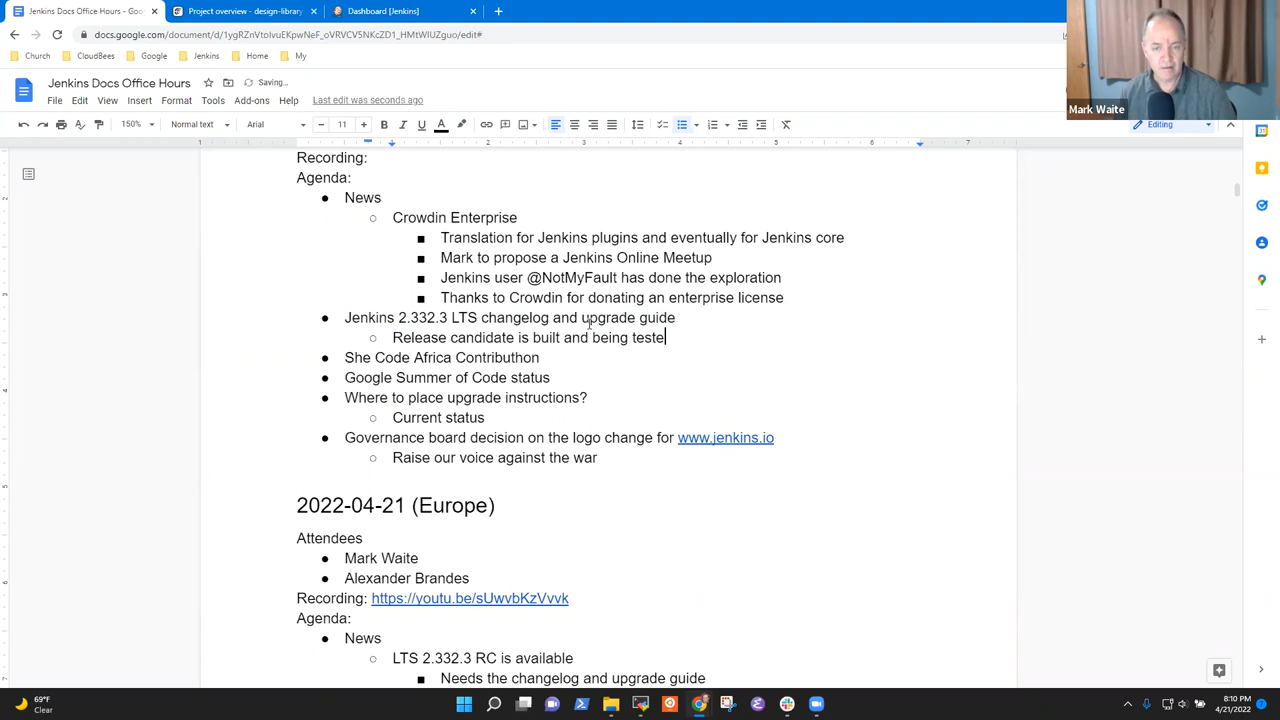 Jenkins Docs Office Hours - Goo
Project overview - design-library
Dashboard [Jenkins]
docs.google.com/document/d/1ygRZnVtoIvuEKpwNeF_oVRVCV5NKcZD1_HMtWIUZguo/edit#
Church
CloudBees
Google
Jenkins
Home
My
Jenkins Docs Office Hours
Saving...
File Edit View Insert Format Tools Add-ons Help Last edit was seconds ago
150% Normal text Arial 11 Editing
Mark Waite
Recording:
Agenda:
News
Crowdin Enterprise
Translation for Jenkins plugins and eventually for Jenkins core
Mark to propose a Jenkins Online Meetup
Jenkins user @NotMyFault has done the exploration
Thanks to Crowdin for donating an enterprise license
Jenkins 2.332.3 LTS changelog and upgrade guide
Release candidate is built and being teste
She Code Africa Contributhon
Google Summer of Code status
Where to place upgrade instructions?
Current status
Governance board decision on the logo change for www.jenkins.io
Raise our voice against the war
2022-04-21 (Europe)
Attendees
Mark Waite
Alexander Brandes
Recording: https://youtu.be/sUwvbKzVvvk
Agenda:
News
LTS 2.332.3 RC is available
Needs the changelog and upgrade guide
69°F
Clear
8:10 PM
4/21/2022